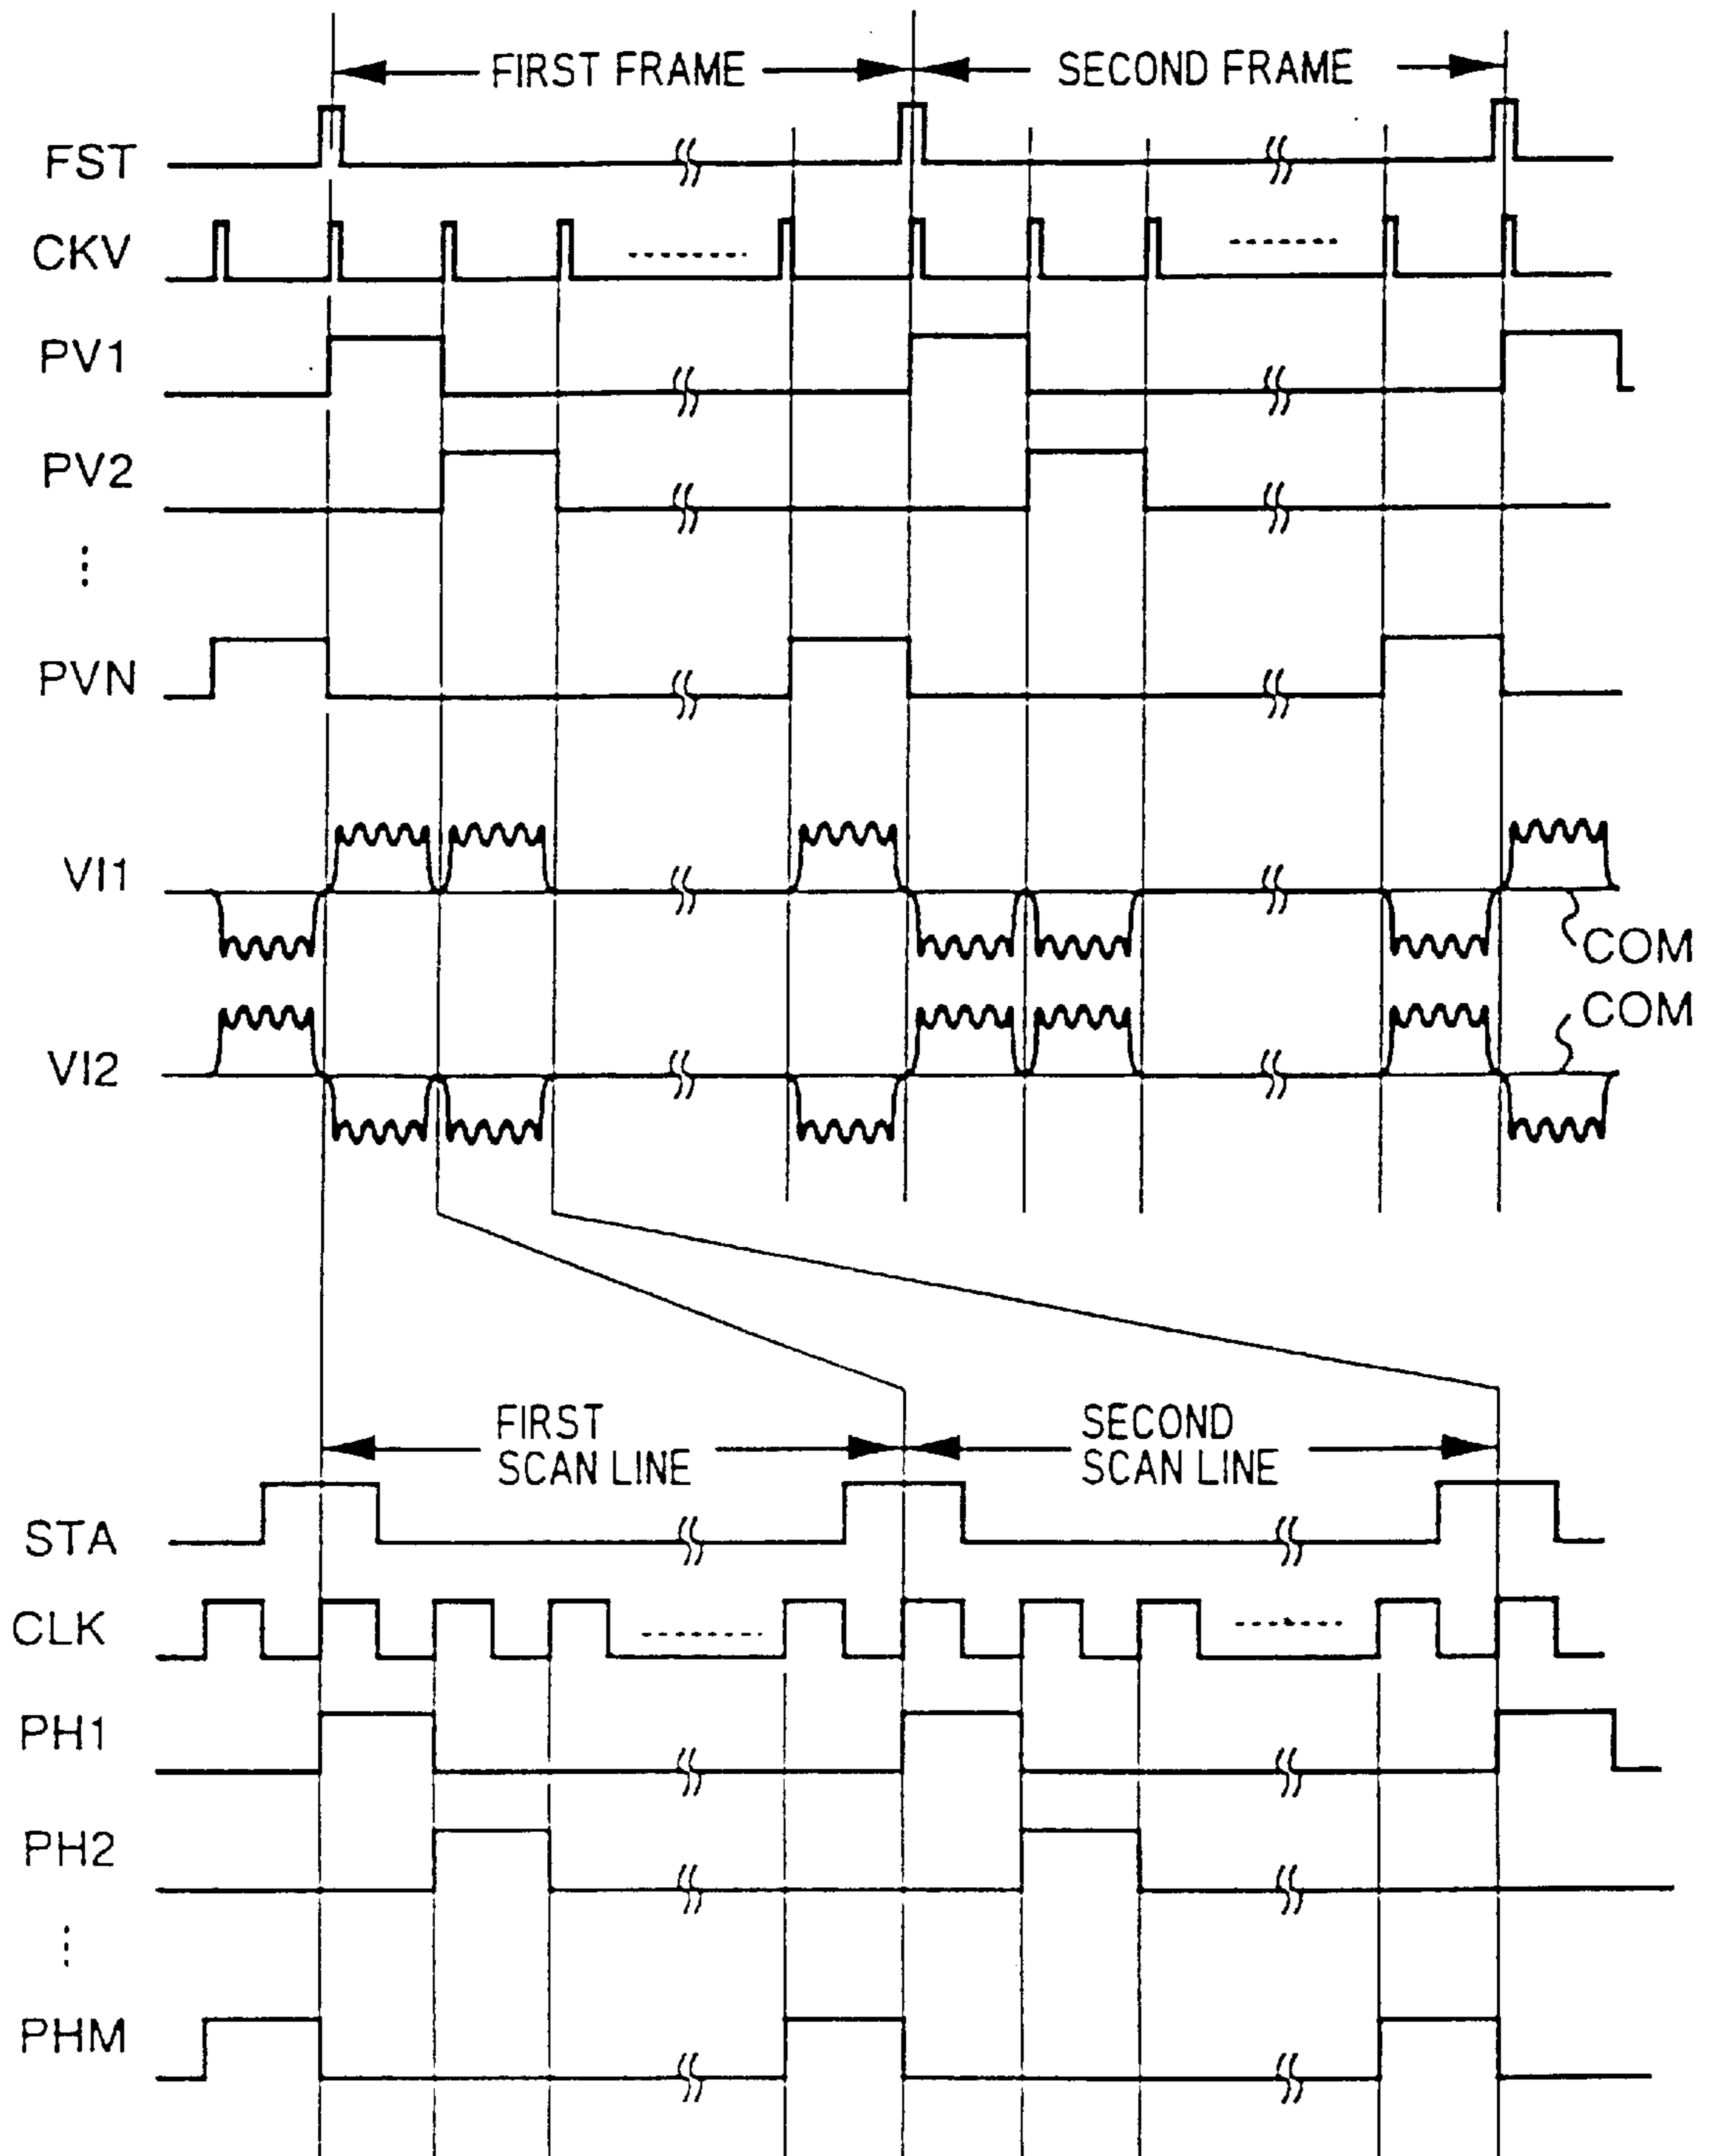 FIRST FRAME
SECOND FRAME
FST
CKV
PV1
PV2
PVN
VI1
COM
COM
VI2
FIRST
SCAN LINE
SECOND
SCAN LINE
STA
CLK
PH1
PH2
PHM